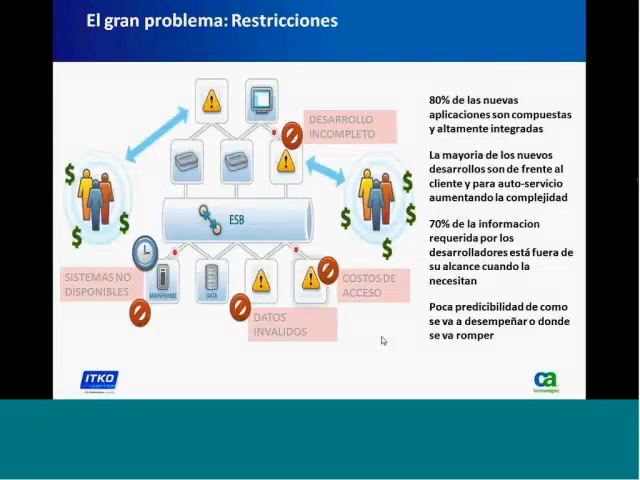 El gran problema: Restricciones
DESARROLLO
INCOMPLETO
80% de las nuevas
aplicaciones son compuestas
y altamente integradas
La mayoria de los nuevos
desarrollos son de frente al
cliente y para auto-servicio
aumentando la complejidad
70% de la informacion
requerida por los
desarrolladores está fuera de
su alcance cuando la
necesitan
Poca predicibilidad de como
se va a desempeñar o donde
se va romper
$ $ $ $
$ $ $ $
ESB
SISTEMAS NO
DISPONIBLES
MAINFRAME
DATA
COSTOS DE
ACCESO
DATOS
INVALIDOS
ITKO
ca
technologies